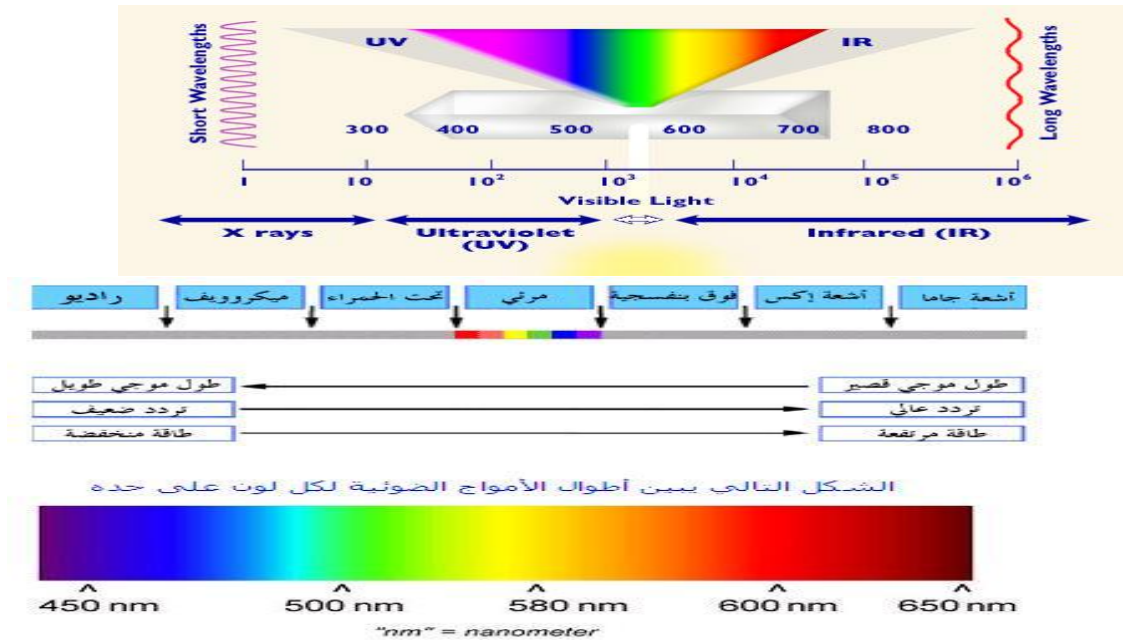 Short Wavelengths
UV
IR
Long Wavelengths
300 400 500 600 700 800
1 10 10² 10³ 10⁴ 10⁵ 10⁶
Visible Light
X rays
Ultraviolet (UV)
Infrared (IR)
أشعة جاما
أشعة إكس
فوق بنفسجية
مرئي
تحت الحمراء
ميكروويف
راديو
طول موجي قصير
طول موجي طويل
تردد عالي
تردد ضعيف
طاقة مرتفعة
طاقة منخفضة
الشكل التالي يبين أطوال الأمواج الضوئية لكل لون على حده
450 nm 500 nm 580 nm 600 nm 650 nm
"nm" = nanometer